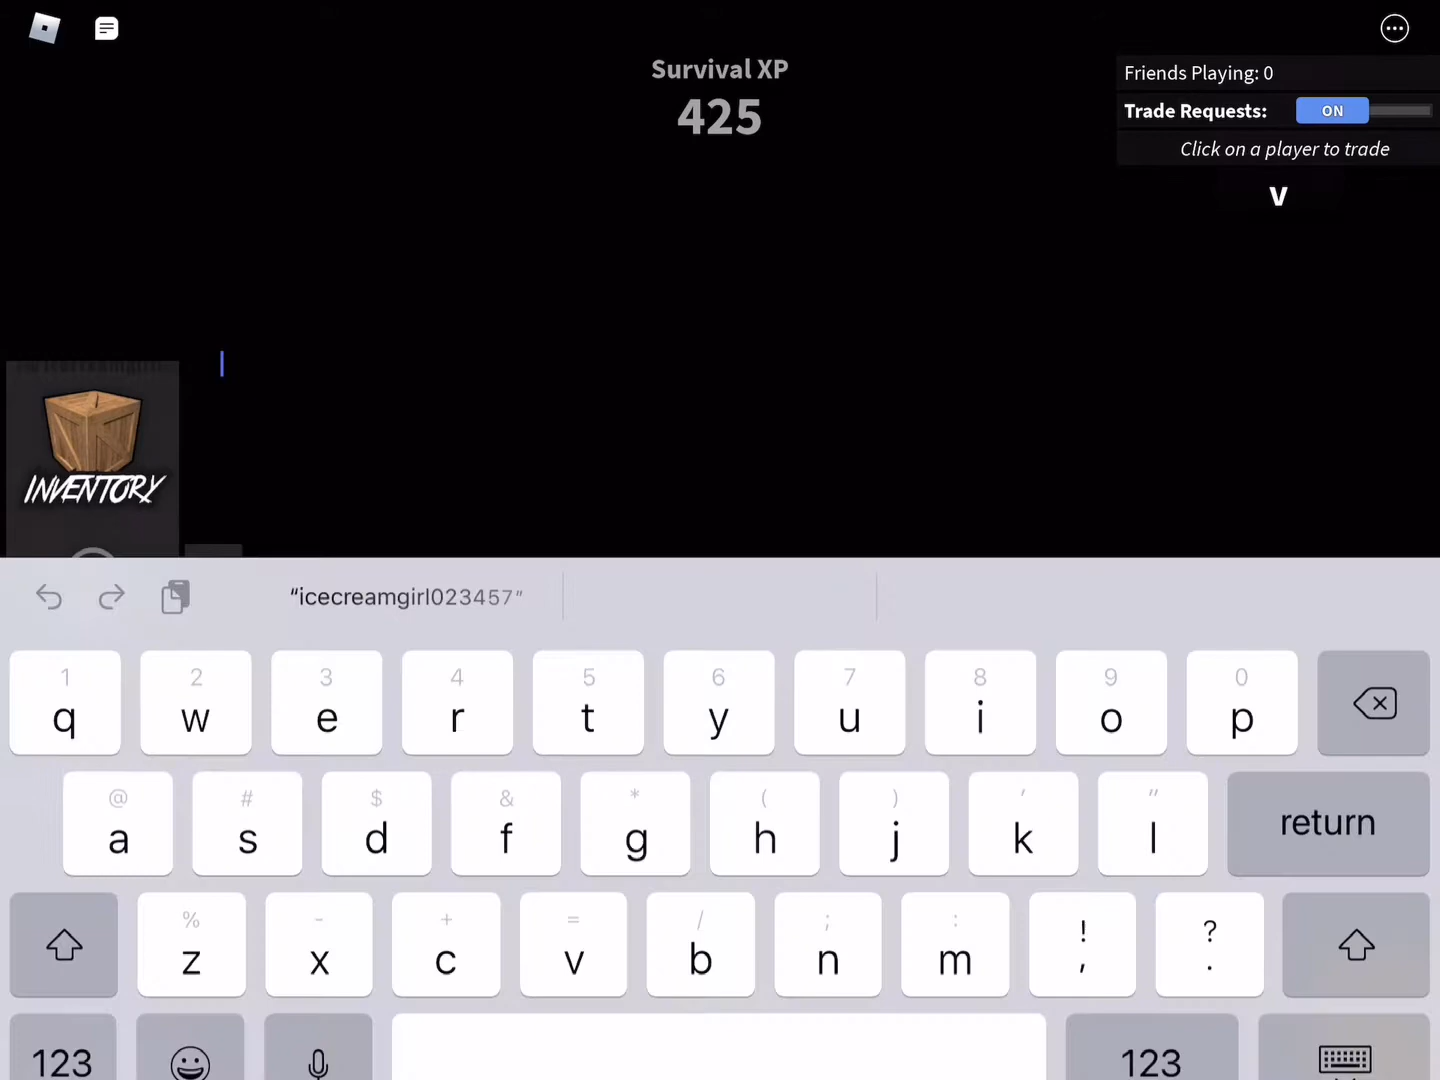 Survival XP
425
Friends Playing: 0
Trade Requests: ON
Click on a player to trade
v
INVENTORY
“icecreamgirl023457”
1 2 3 4 5 6 7 8 9 0
q w e r t y u i o p
@ # $ & * ( ) ' "
a s d f g h j k l return
% - + = / ; : ! ?
z x c v b n m , .
123 123